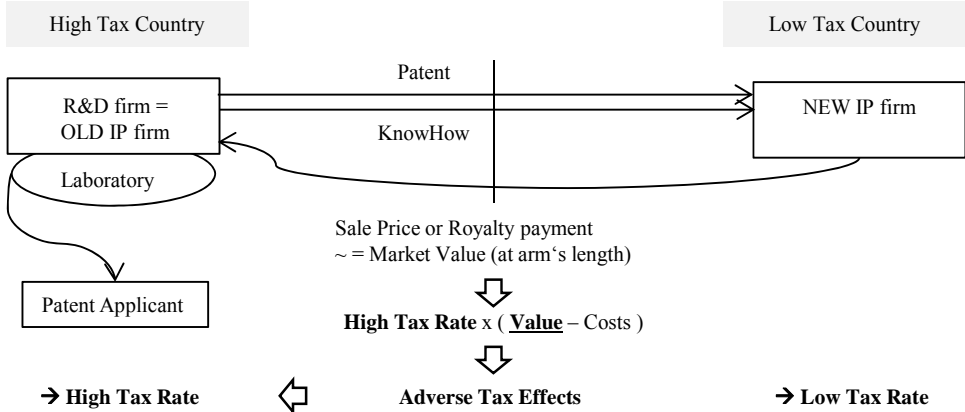 High Tax Country
Low Tax Country
Patent
R&D firm =
OLD IP firm
NEW IP firm
KnowHow
Laboratory
Sale Price or Royalty payment
~ = Market Value (at arm‘s length)
Patent Applicant
High Tax Rate x ( Value – Costs )
→ High Tax Rate
Adverse Tax Effects
→ Low Tax Rate